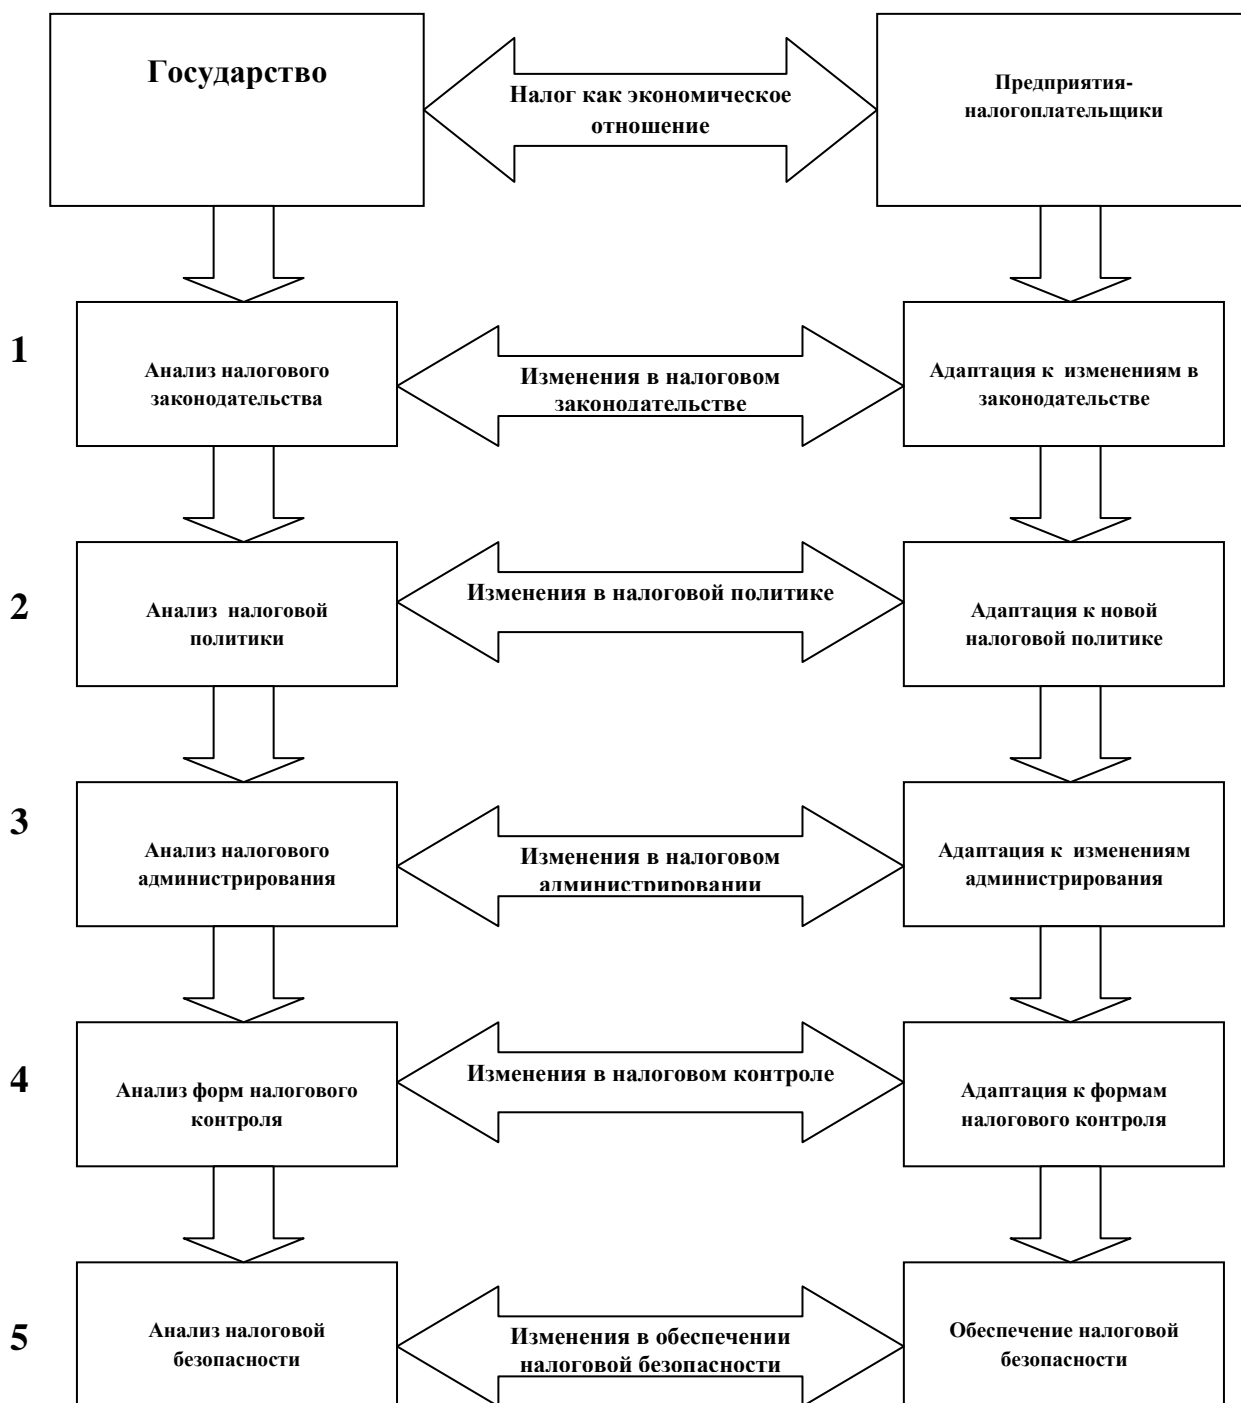 Государство
Налог как экономическое
отношение
Предприятия-
налогоплательщики
1
Анализ налогового
законодательства
Изменения в налоговом
законодательстве
Адаптация к изменениям в
законодательстве
2
Анализ налоговой
политики
Изменения в налоговой политике
Адаптация к новой
налоговой политике
3
Анализ налогового
администрирования
Изменения в налоговом
администрировании
Адаптация к изменениям
администрирования
4
Анализ форм налогового
контроля
Изменения в налоговом контроле
Адаптация к формам
налогового контроля
5
Анализ налоговой
безопасности
Изменения в обеспечении
налоговой безопасности
Обеспечение налоговой
безопасности